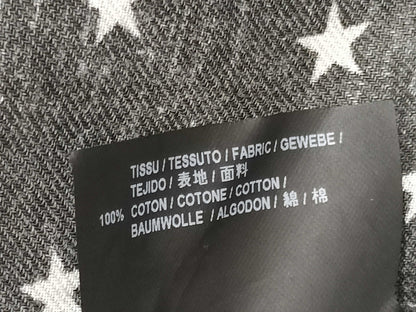 TISSU / TESSUTO / FABRIC / GEWEBE /
TEJIDO / 表地 / 面料
100% COTON / COTONE / COTTON /
BAUMWOLLE / ALGODON / 綿 / 棉